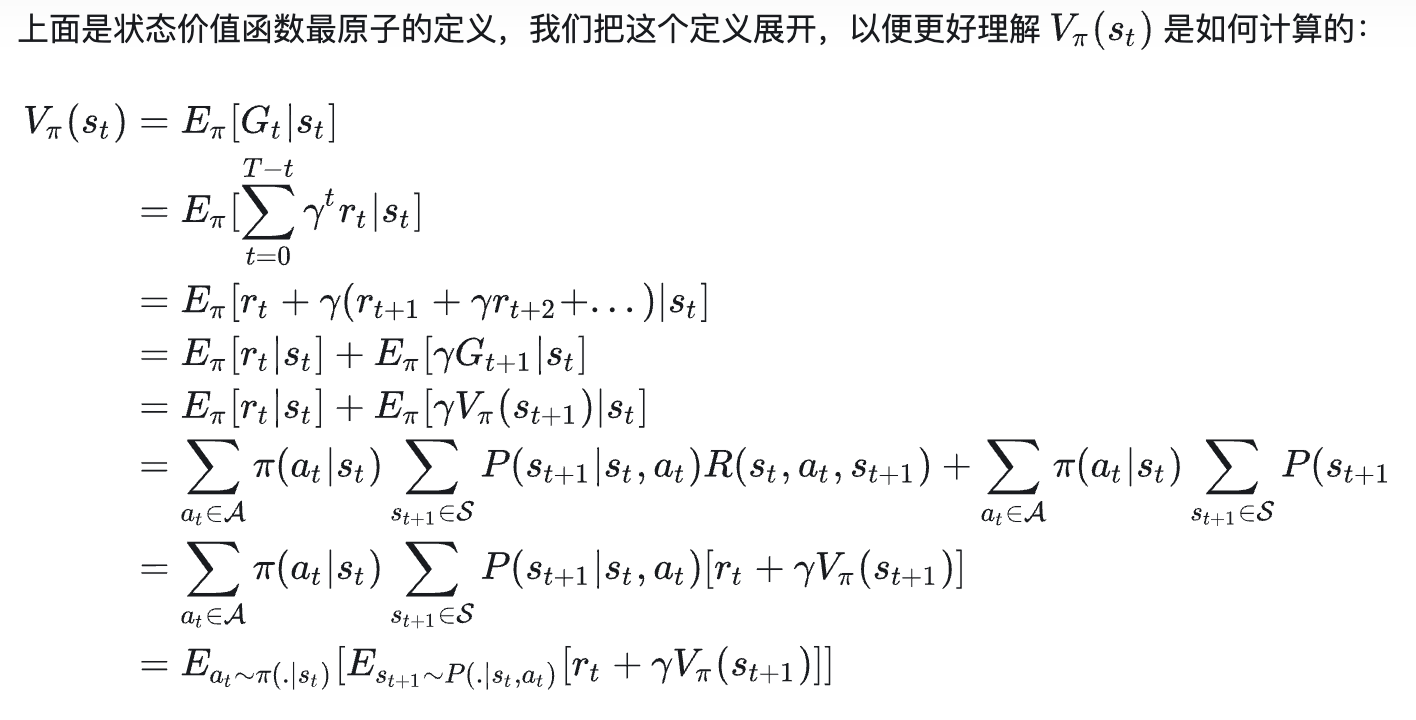 上面是状态价值函数最原子的定义，我们把这个定义展开，以便更好理解 $V_\pi(s_t)$ 是如何计算的：
$V_\pi(s_t) = E_\pi[G_t|s_t]$
$= E_\pi[\sum_{t=0}^{T-t} \gamma^t r_t|s_t]$
$= E_\pi[r_t + \gamma(r_{t+1} + \gamma r_{t+2} + \ldots)|s_t]$
$= E_\pi[r_t|s_t] + E_\pi[\gamma G_{t+1}|s_t]$
$= E_\pi[r_t|s_t] + E_\pi[\gamma V_\pi(s_{t+1})|s_t]$
$= \sum_{a_t \in \mathcal{A}} \pi(a_t|s_t) \sum_{s_{t+1} \in \mathcal{S}} P(s_{t+1}|s_t, a_t) R(s_t, a_t, s_{t+1}) + \sum_{a_t \in \mathcal{A}} \pi(a_t|s_t) \sum_{s_{t+1} \in \mathcal{S}} P(s_{t+1}$
$= \sum_{a_t \in \mathcal{A}} \pi(a_t|s_t) \sum_{s_{t+1} \in \mathcal{S}} P(s_{t+1}|s_t, a_t)[r_t + \gamma V_\pi(s_{t+1})]$
$= E_{a_t \sim \pi(.|s_t)}[E_{s_{t+1} \sim P(.|s_t, a_t)}[r_t + \gamma V_\pi(s_{t+1})]]$